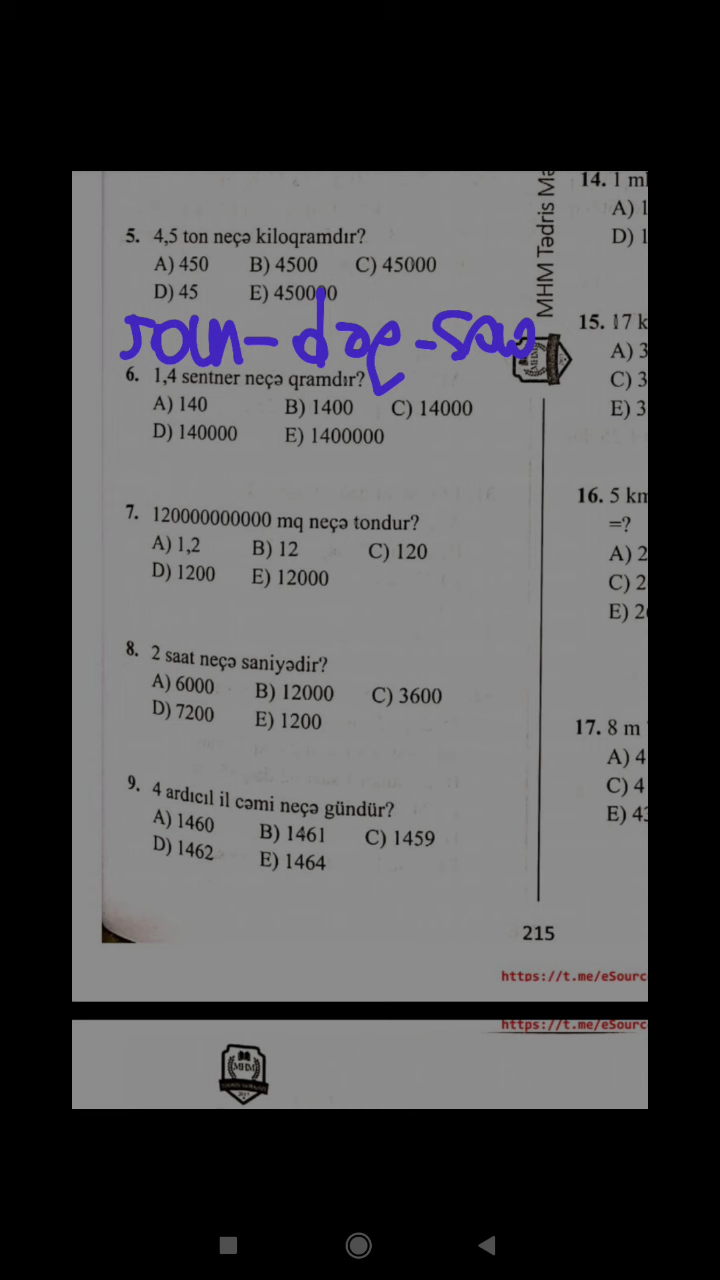 MHM Tədris Mə
5. 4,5 ton neçə kiloqramdır?
A) 450 B) 4500 C) 45000
D) 45 E) 450000
6. 1,4 sentner neçə qramdır?
A) 140 B) 1400 C) 14000
D) 140000 E) 1400000
7. 120000000000 mq neçə tondur?
A) 1,2 B) 12 C) 120
D) 1200 E) 12000
8. 2 saat neçə saniyədir?
A) 6000 B) 12000 C) 3600
D) 7200 E) 1200
9. 4 ardıcıl il cəmi neçə gündür?
A) 1460 B) 1461 C) 1459
D) 1462 E) 1464
14. 1 ml
A) 1
D) 1
15. 17 k
A) 3
C) 3
E) 3
16. 5 km
=?
A) 2
C) 2
E) 2
17. 8 m
A) 4
C) 4
E) 43
215
https://t.me/eSourc
https://t.me/eSourc
MHM